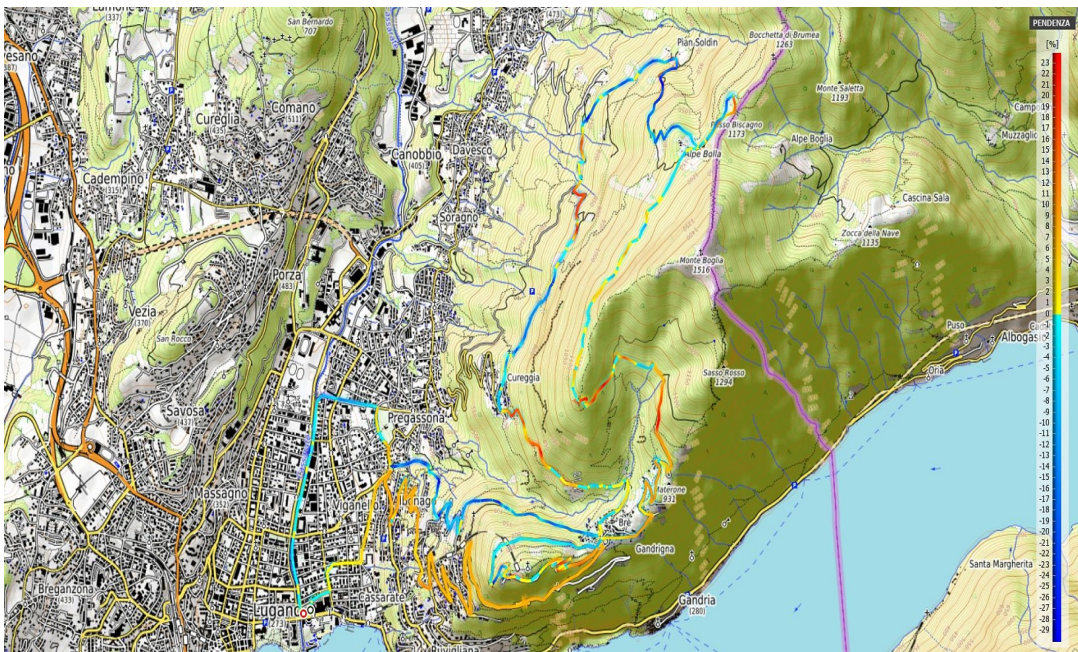 San Bernardo
707
Comano
(511)
Cureglia
(435)
Cadempino
(315)
Canobbio
(405)
Davesco
(473)
Soragno
Porza
(483)
Vezia
(370)
San Rocco
Savosa
(437)
Massagno
Breganzona
(433)
Pregassona
Cureggia
Cassarate
Lugano
(273)
Pian Soldin
Bocchetta di Brumea
1263
Monte Saletta
1193
Passo Biscagno
1173
Alpe Bolla
Alpe Boglia
Cascina Sala
Zocca della Nave
1135
Monte Boglia
1516
Sasso Rosso
1294
Materone
931
Brè
Gandrigna
Gandria
(280)
Puso
Oria
Santa Margherita
PENDENZA
[%]
23
22
21
20
19
18
17
16
15
14
13
12
11
10
9
8
7
6
5
4
3
2
1
0
-1
-2
-3
-4
-5
-6
-7
-8
-9
-10
-11
-12
-13
-14
-15
-16
-17
-18
-19
-20
-21
-22
-23
-24
-25
-26
-27
-28
-29